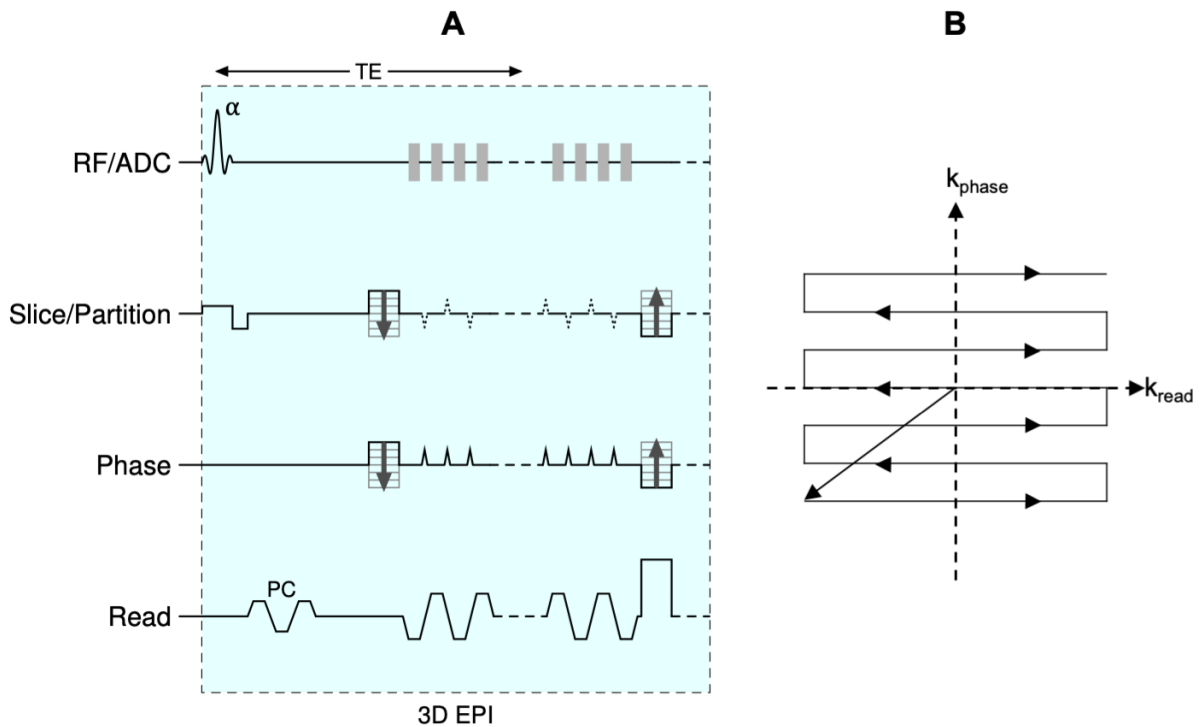 A
B
TE
α
RF/ADC
Slice/Partition
Phase
PC
Read
3D EPI
kphase
kread